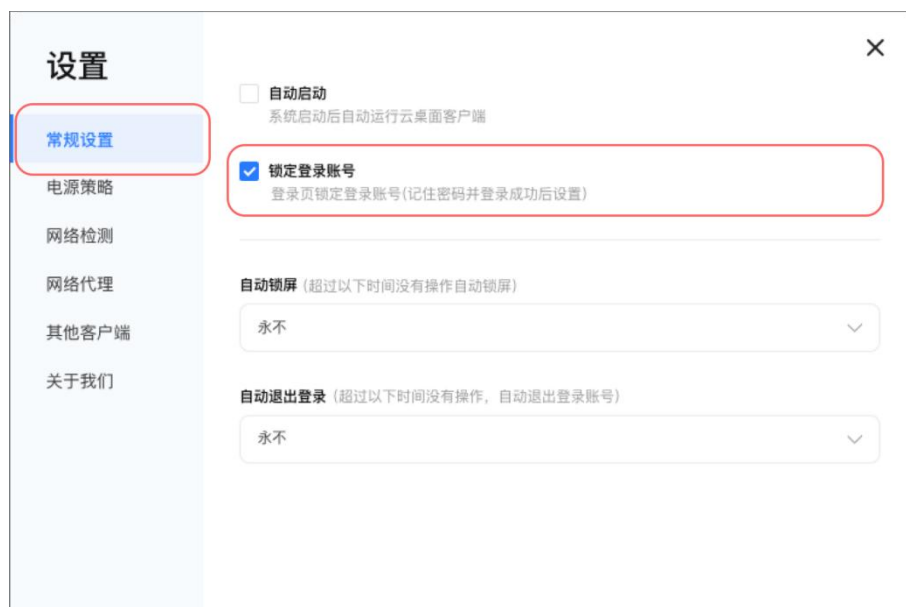 设置
常规设置
电源策略
网络检测
网络代理
其他客户端
关于我们
自动启动
系统启动后自动运行云桌面客户端
锁定登录账号
登录页锁定登录账号(记住密码并登录成功后设置)
自动锁屏 (超过以下时间没有操作自动锁屏)
永不
自动退出登录 (超过以下时间没有操作，自动退出登录账号)
永不